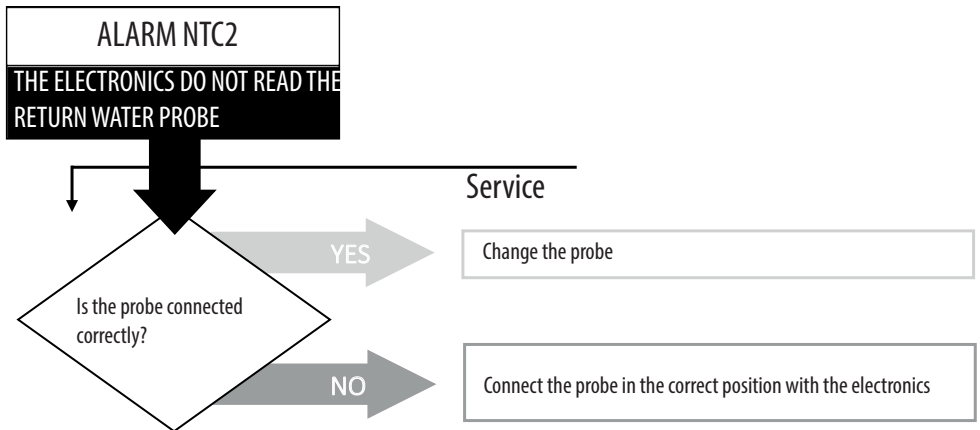 ALARM NTC2
THE ELECTRONICS DO NOT READ THE
RETURN WATER PROBE
Service
YES
Change the probe
Is the probe connected
correctly?
NO
Connect the probe in the correct position with the electronics